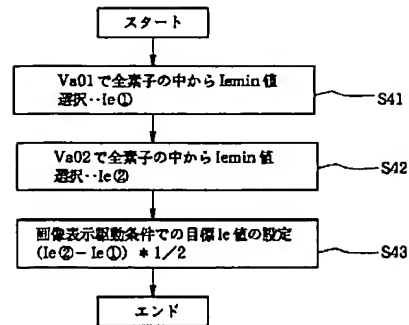 スタート
Va01で全素子の中からIemin値
選択‥Ie①
S41
Va02で全素子の中からIemin値
選択‥Ie②
S42
画像表示駆動条件での目標Ie値の設定
(Ie②－Ie①) * 1/2
S43
エンド